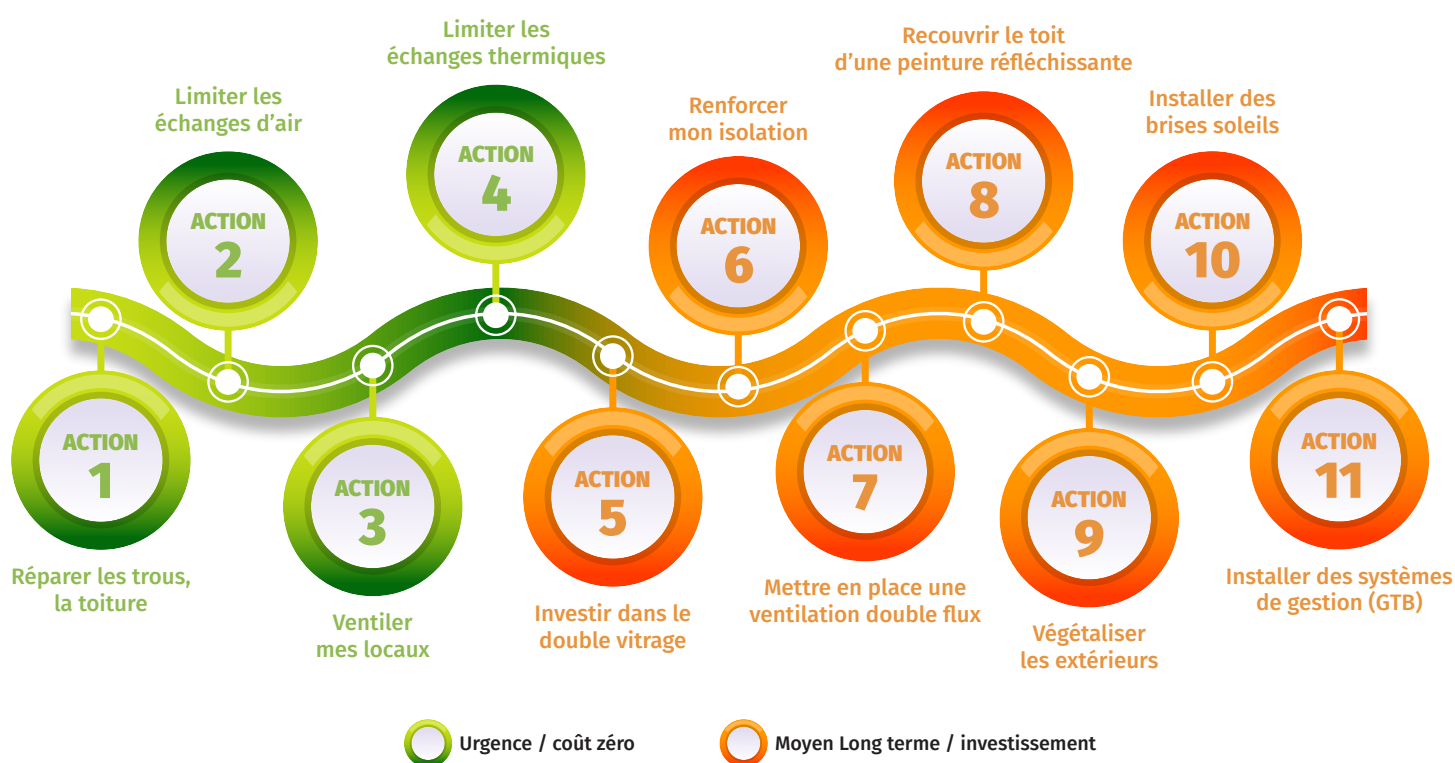 ACTION
1
Réparer les trous,
la toiture
Limiter les
échanges d’air
ACTION
2
ACTION
3
Ventiler
mes locaux
Limiter les
échanges thermiques
ACTION
4
ACTION
5
Investir dans le
double vitrage
Renforcer
mon isolation
ACTION
6
ACTION
7
Mettre en place une
ventilation double flux
Recouvrir le toit
d’une peinture réfléchissante
ACTION
8
ACTION
9
Végétaliser
les extérieurs
Installer des
brises soleils
ACTION
10
ACTION
11
Installer des systèmes
de gestion (GTB)
Urgence / coût zéro
Moyen Long terme / investissement